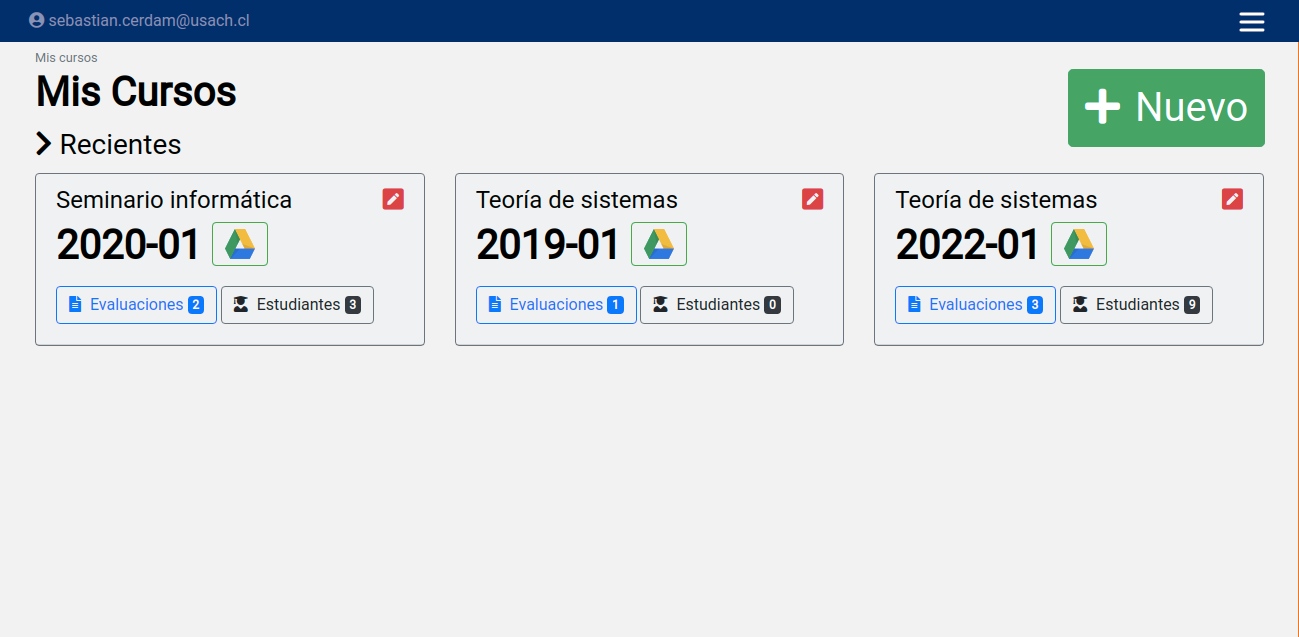 sebastian.cerdam@usach.cl
Mis cursos
Mis Cursos
Nuevo
Recientes
Seminario informática
2020-01
Evaluaciones 2 Estudiantes 3
Teoría de sistemas
2019-01
Evaluaciones 1 Estudiantes 0
Teoría de sistemas
2022-01
Evaluaciones 3 Estudiantes 9